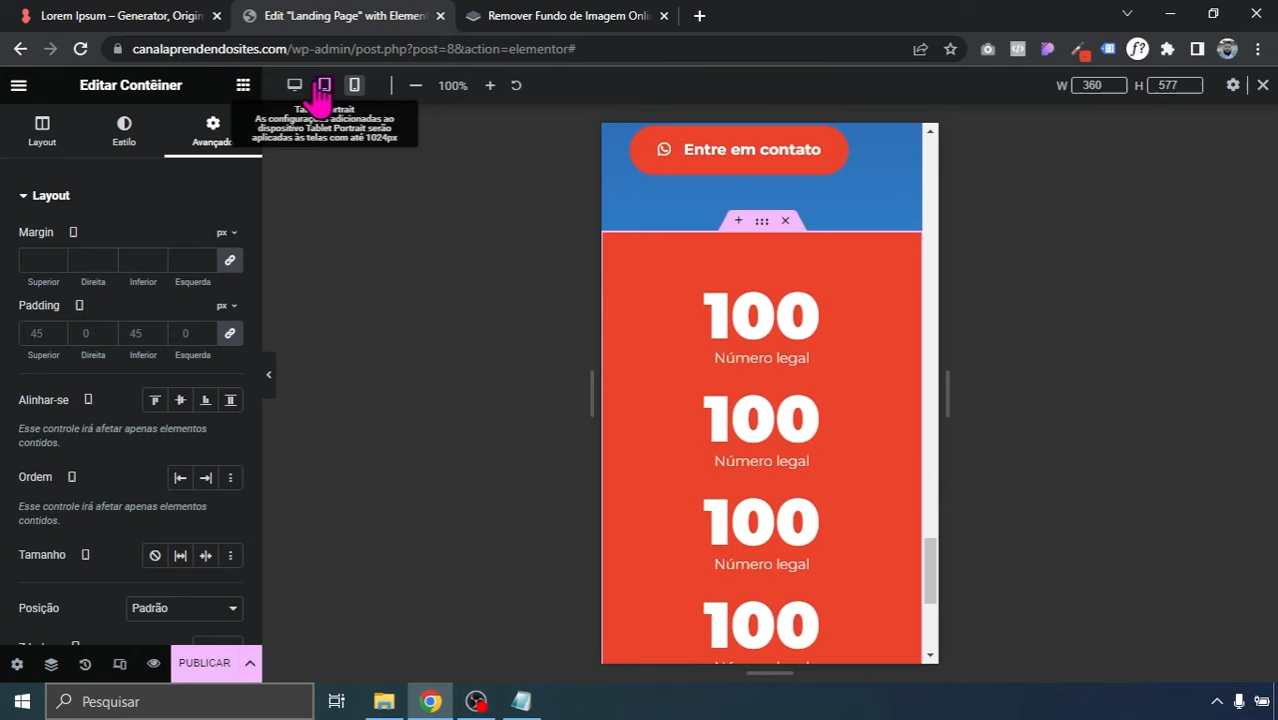 Lorem Ipsum – Generator, Origin
Edit "Landing Page" with Element
Remover Fundo de Imagem Onli
canalaprendendosites.com/wp-admin/post.php?post=8&action=elementor#
Editar Contêiner
100%
W 360
H 577
As configurações adicionadas ao
dispositivo Tablet Portrait serão
aplicadas às telas com até 1024px
Layout
Estilo
Avançado
Layout
Margin
px
Superior
Direita
Inferior
Esquerda
Padding
px
45
0
45
0
Superior
Direita
Inferior
Esquerda
Alinhar-se
Esse controle irá afetar apenas elementos
contidos.
Ordem
Esse controle irá afetar apenas elementos
contidos.
Tamanho
Posição
Padrão
PUBLICAR
Entre em contato
100
Número legal
100
Número legal
100
Número legal
100
Pesquisar